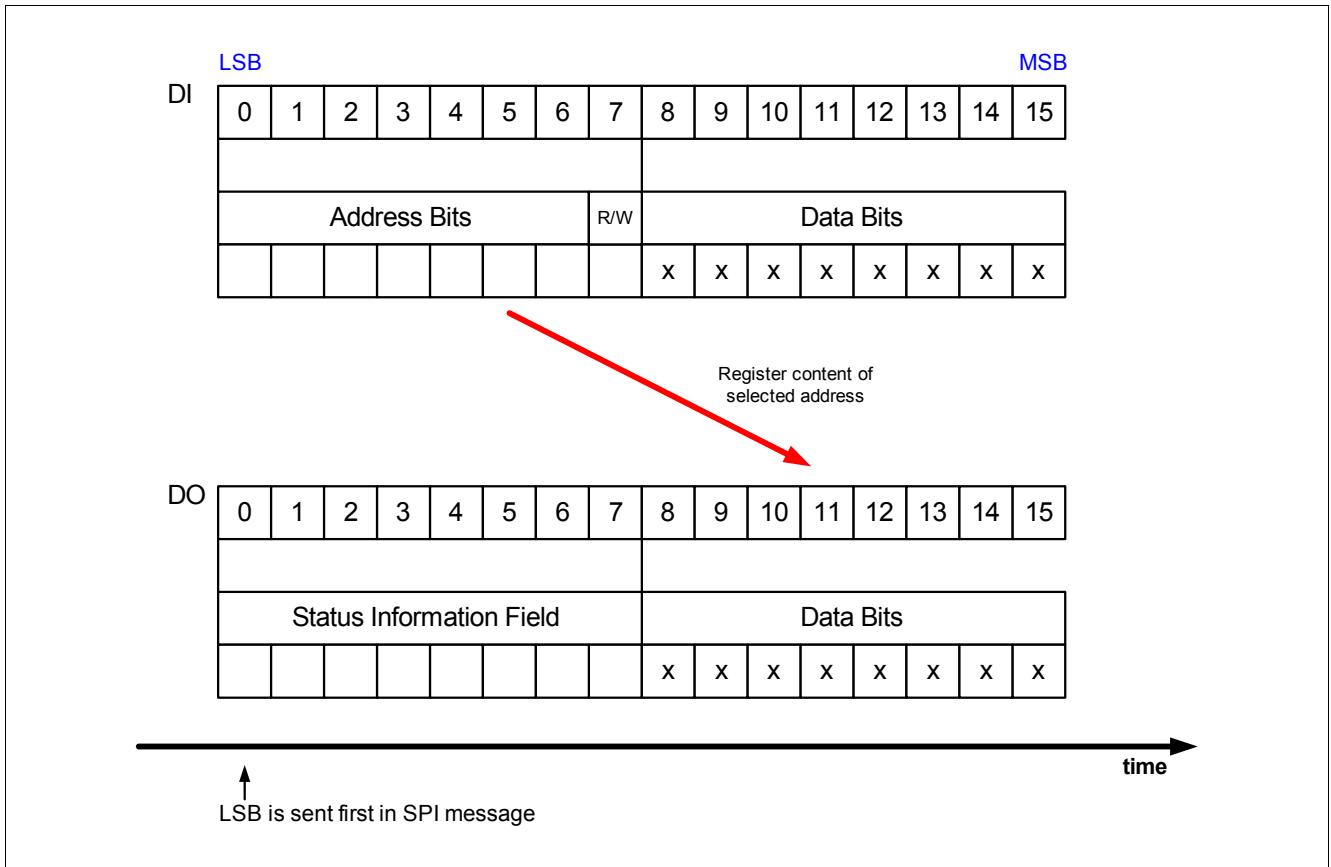 LSB MSB
DI 0 1 2 3 4 5 6 7 8 9 10 11 12 13 14 15
Address Bits R/W Data Bits
x x x x x x x x
Register content of
selected address
DO 0 1 2 3 4 5 6 7 8 9 10 11 12 13 14 15
Status Information Field Data Bits
x x x x x x x x
time
LSB is sent first in SPI message